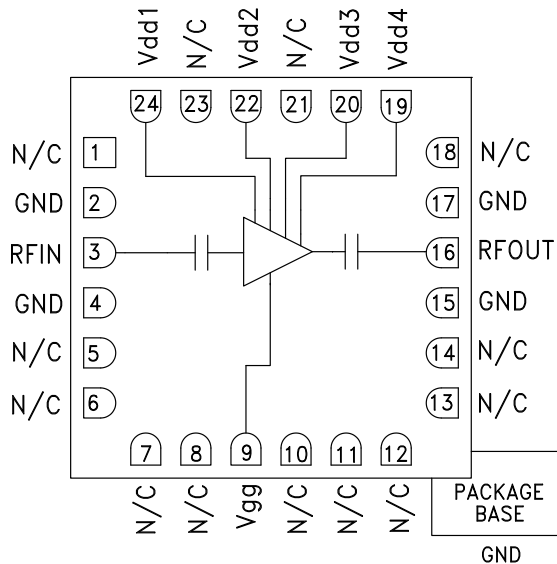 Vdd1 N/C Vdd2 N/C Vdd3 Vdd4
24 23 22 21 20 19
N/C 1 18 N/C
GND 2 17 GND
RFIN 3 16 RFOUT
GND 4 15 GND
N/C 5 14 N/C
N/C 6 13 N/C
7 8 9 10 11 12
N/C N/C Vgg N/C N/C N/C
PACKAGE
BASE
GND